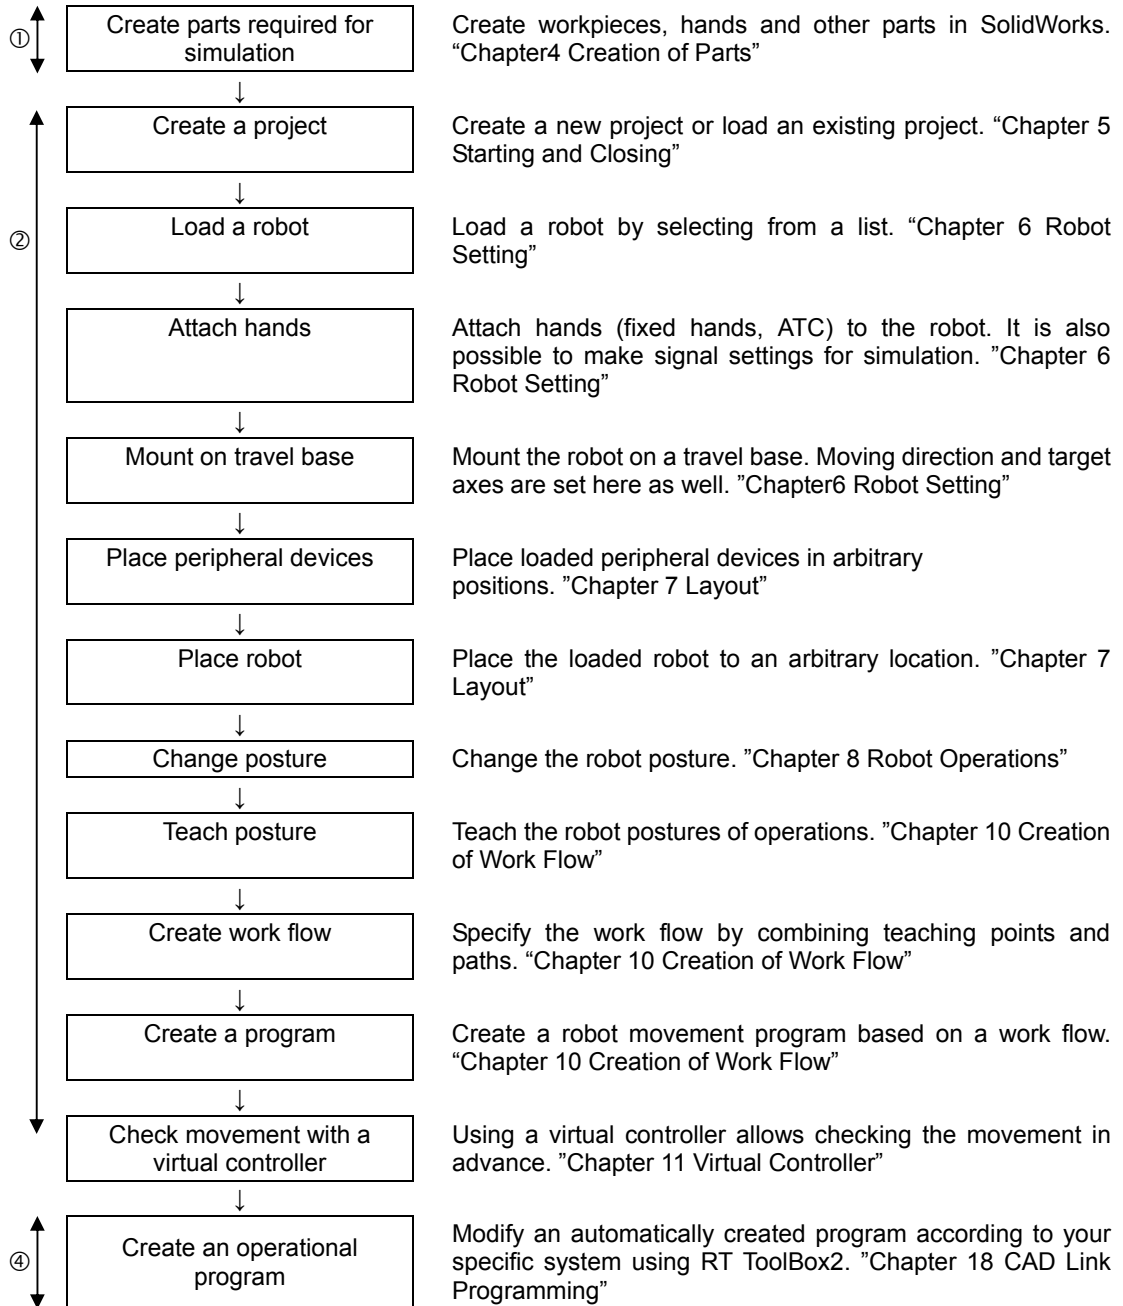 ①
Create parts required for
simulation
Create workpieces, hands and other parts in SolidWorks.
“Chapter4 Creation of Parts”
↓
②
Create a project
Create a new project or load an existing project. “Chapter 5
Starting and Closing”
↓
Load a robot
Load a robot by selecting from a list. “Chapter 6 Robot
Setting”
↓
Attach hands
Attach hands (fixed hands, ATC) to the robot. It is also
possible to make signal settings for simulation. ”Chapter 6
Robot Setting”
↓
Mount on travel base
Mount the robot on a travel base. Moving direction and target
axes are set here as well. ”Chapter6 Robot Setting”
↓
Place peripheral devices
Place loaded peripheral devices in arbitrary
positions. ”Chapter 7 Layout”
↓
Place robot
Place the loaded robot to an arbitrary location. ”Chapter 7
Layout”
↓
Change posture
Change the robot posture. ”Chapter 8 Robot Operations”
↓
Teach posture
Teach the robot postures of operations. ”Chapter 10 Creation
of Work Flow”
↓
Create work flow
Specify the work flow by combining teaching points and
paths. “Chapter 10 Creation of Work Flow”
↓
Create a program
Create a robot movement program based on a work flow.
“Chapter 10 Creation of Work Flow”
↓
Check movement with a
virtual controller
Using a virtual controller allows checking the movement in
advance. ”Chapter 11 Virtual Controller”
↓
④
Create an operational
program
Modify an automatically created program according to your
specific system using RT ToolBox2. ”Chapter 18 CAD Link
Programming”